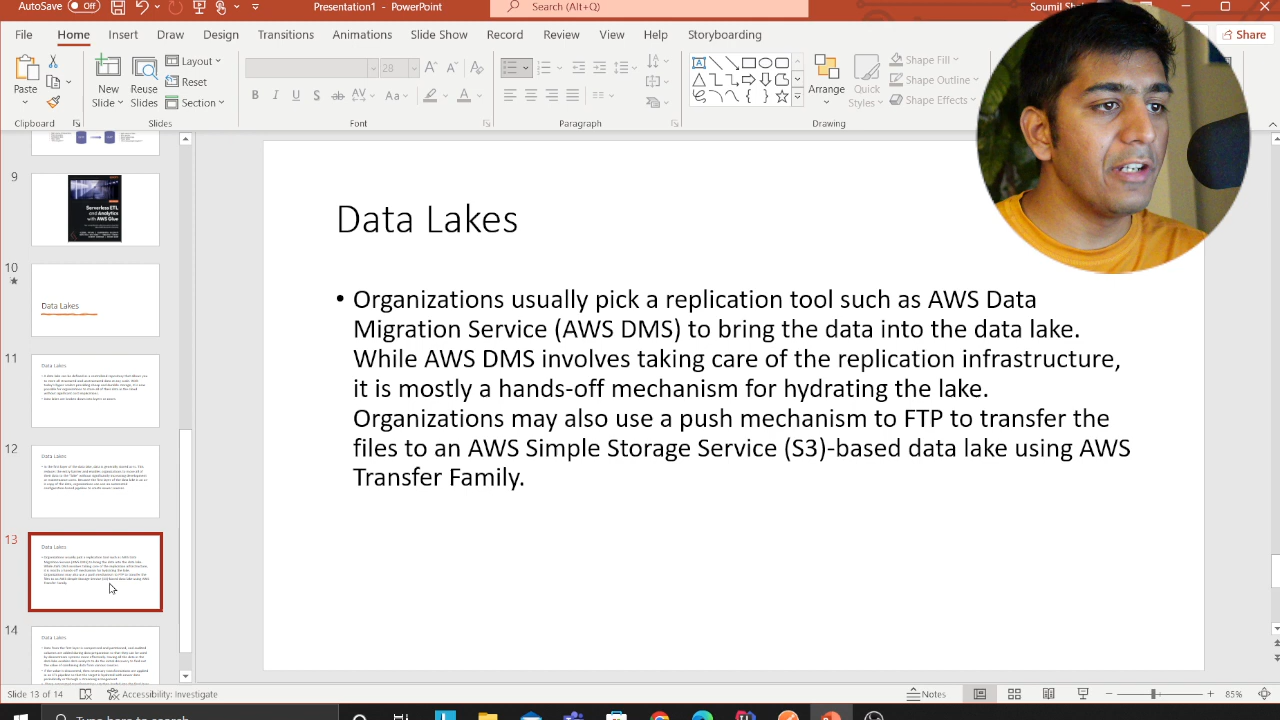 AutoSave Off Presentation1 - PowerPoint Search (Alt+Q) Soumil
File Home Insert Draw Design Transitions Animations Slide Show Record Review View Help Storyboarding Share
Paste New Slides Reuse Slides Layout Reset Section 28 Arrange Quick Styles Shape Fill Shape Outline Shape Effects
Clipboard Slides Font Paragraph Drawing
9
Serverless ETL
and Analytics
with AWS Glue
10
Data Lakes
11
Data Lakes
12
Data Lakes
13
Data Lakes
14
Data Lakes
Data Lakes
• Organizations usually pick a replication tool such as AWS Data
Migration Service (AWS DMS) to bring the data into the data lake.
While AWS DMS involves taking care of the replication infrastructure,
it is mostly a hands-off mechanism for hydrating the lake.
Organizations may also use a push mechanism to FTP to transfer the
files to an AWS Simple Storage Service (S3)-based data lake using AWS
Transfer Family.
Slide 13 of 14 Accessibility: Investigate Notes 85%
Type here to search